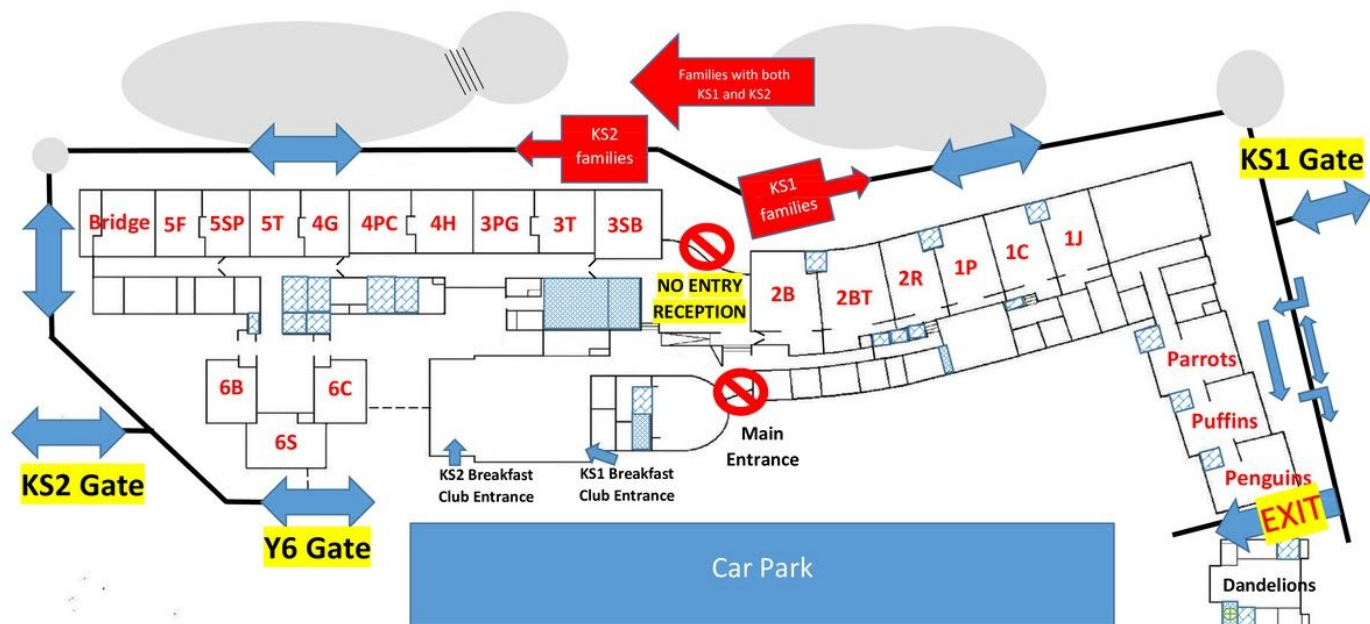 Families with both
KS1 and KS2
KS2
families
KS1
families
KS1 Gate
Bridge
5F
5SP
5T
4G
4PC
4H
3PG
3T
3SB
NO ENTRY
RECEPTION
2B
2BT
2R
1P
1C
1J
Parrots
Puffins
Penguins
EXIT
Dandelions
6B
6C
6S
KS2 Gate
Y6 Gate
KS2 Breakfast
Club Entrance
KS1 Breakfast
Club Entrance
Main
Entrance
Car Park